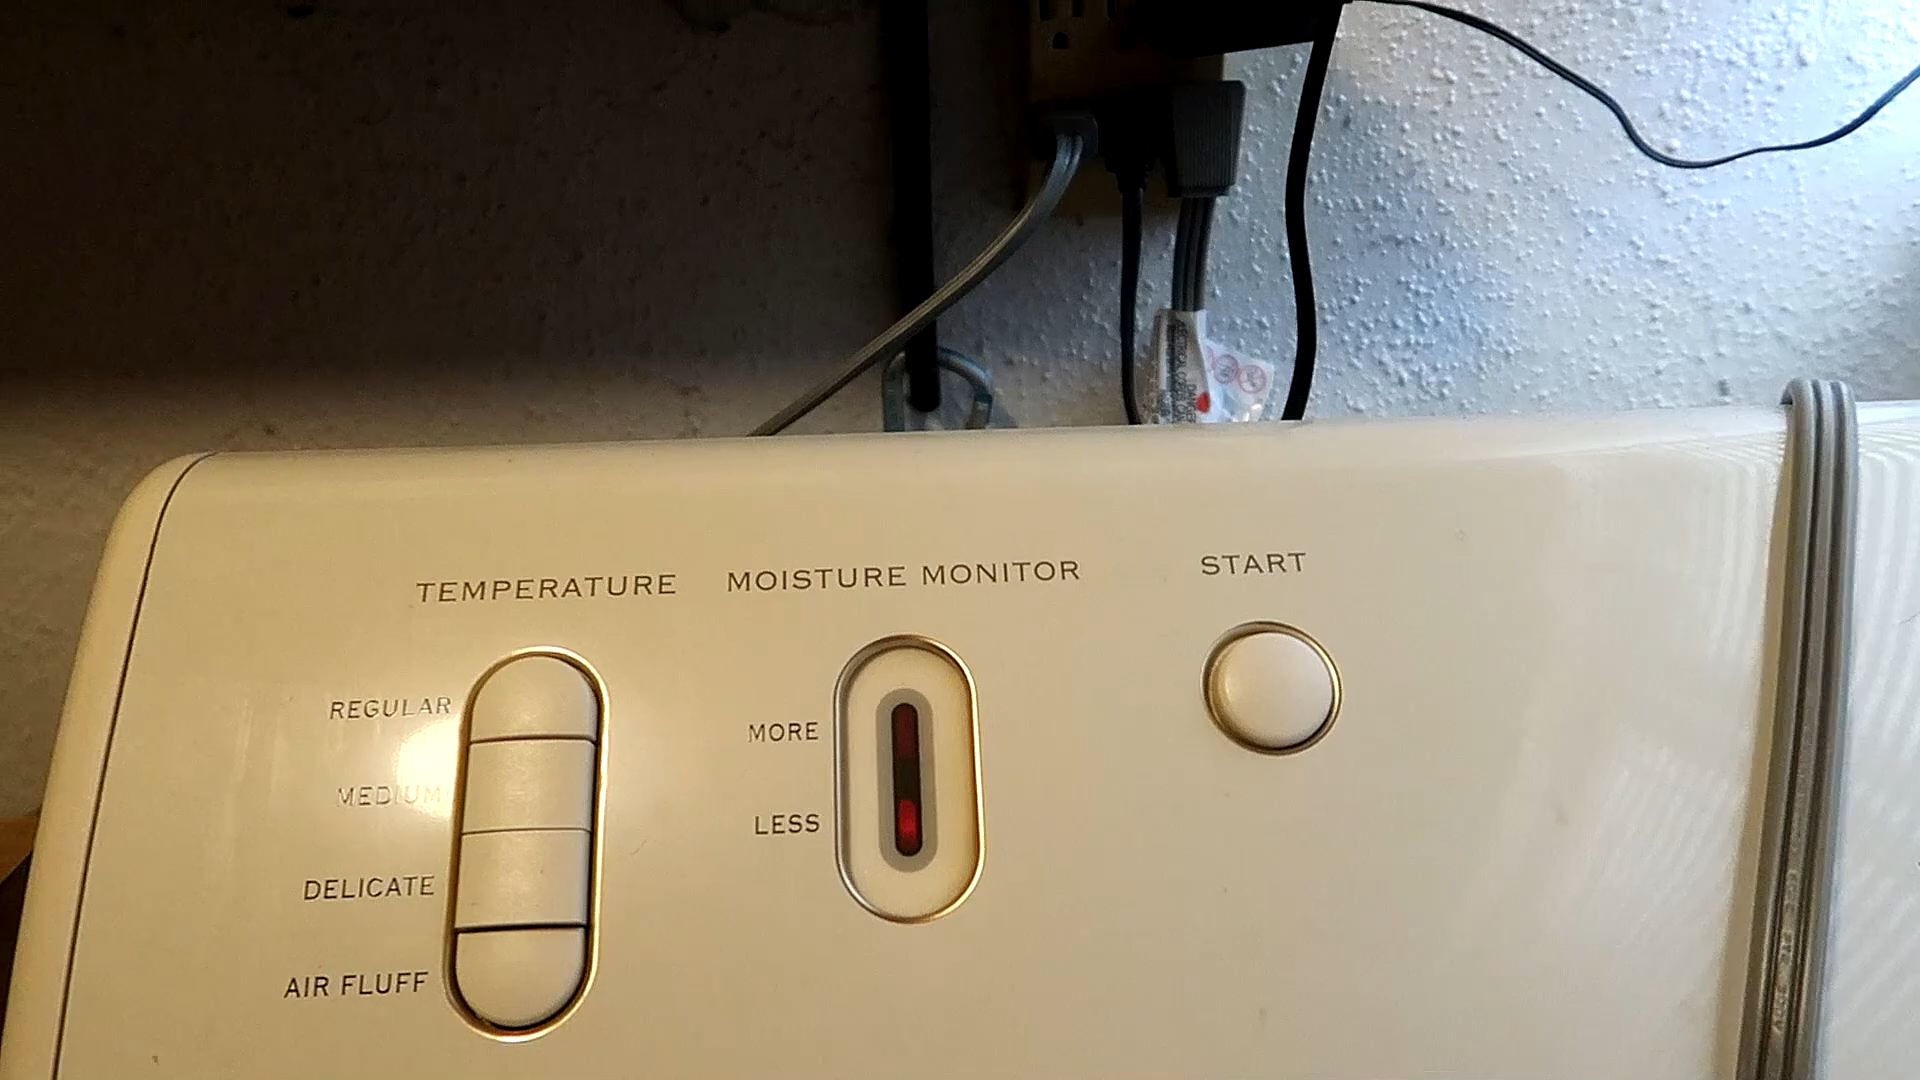 TEMPERATURE
MOISTURE MONITOR
START
REGULAR
MEDIUM
DELICATE
AIR FLUFF
MORE
LESS